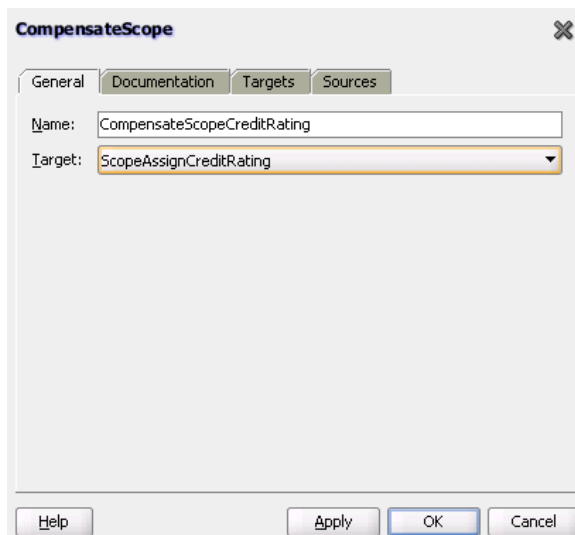 CompensateScope
General Documentation Targets Sources
Name: CompensateScopeCreditRating
Target: ScopeAssignCreditRating
Help Apply OK Cancel